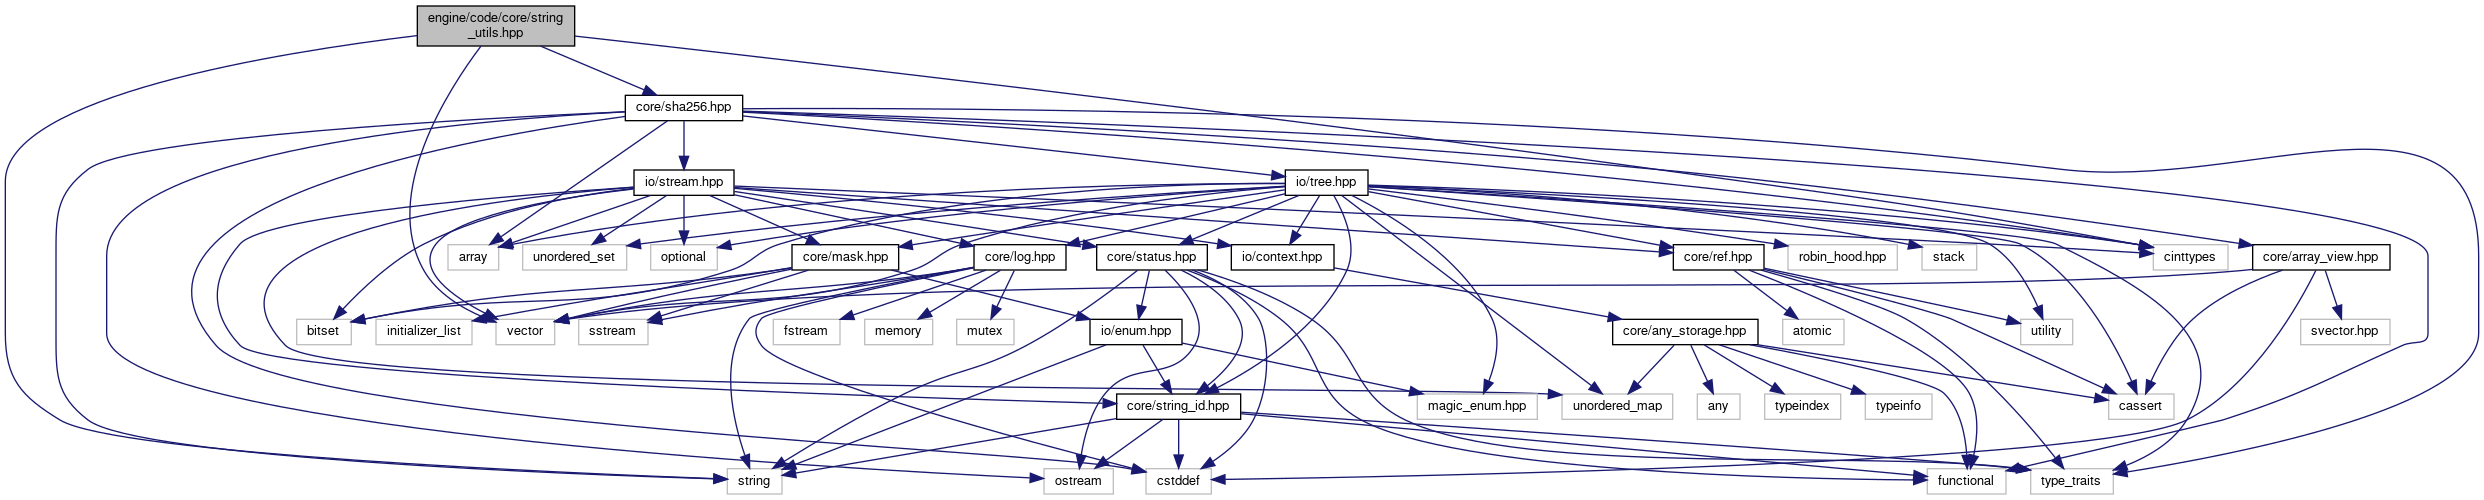 engine/code/core/string
_utils.hpp
core/sha256.hpp
io/stream.hpp
io/tree.hpp
array
unordered_set
optional
core/mask.hpp
core/log.hpp
core/status.hpp
io/context.hpp
core/ref.hpp
robin_hood.hpp
stack
cinttypes
core/array_view.hpp
bitset
initializer_list
vector
sstream
fstream
memory
mutex
io/enum.hpp
core/any_storage.hpp
atomic
utility
svector.hpp
core/string_id.hpp
magic_enum.hpp
unordered_map
any
typeindex
typeinfo
cassert
string
ostream
cstddef
functional
type_traits